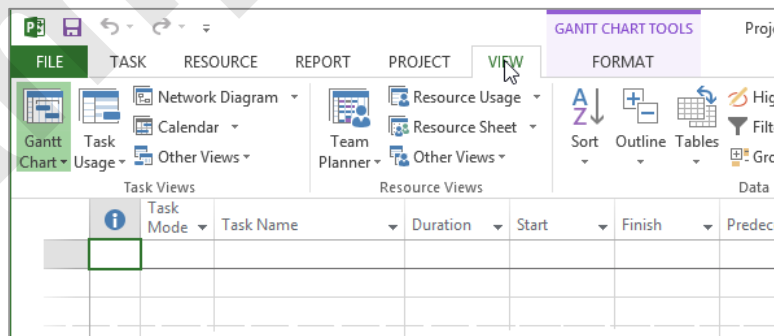 GANTT CHART TOOLS Proj
FILE TASK RESOURCE REPORT PROJECT VIEW FORMAT
Network Diagram Resource Usage Hig
Calendar Resource Sheet Filt
Gantt Chart Task Usage Other Views Team Planner Other Views Sort Outline Tables Gro
Task Views Resource Views Data
Task Mode Task Name Duration Start Finish Predec